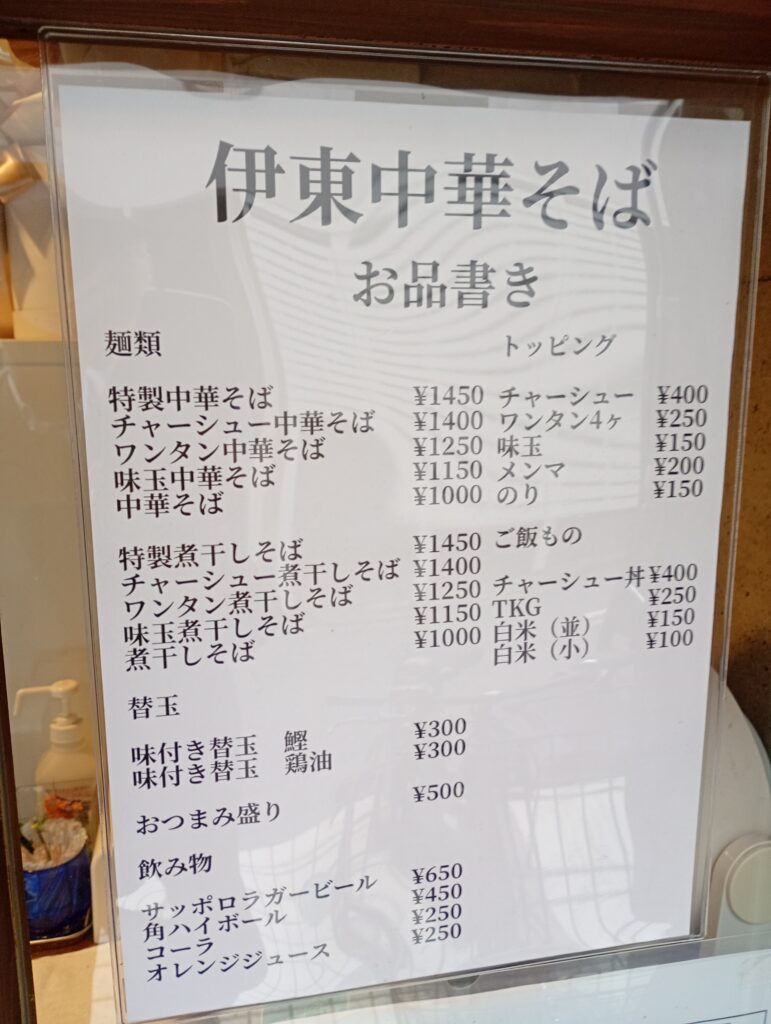 伊東中華そば
お品書き
麺類
特製中華そば ¥1450
チャーシュー中華そば ¥1400
ワンタン中華そば ¥1250
味玉中華そば ¥1150
中華そば ¥1000
特製煮干しそば ¥1450
チャーシュー煮干しそば ¥1400
ワンタン煮干しそば ¥1250
味玉煮干しそば ¥1150
煮干しそば ¥1000
替玉
味付き替玉 鰹 ¥300
味付き替玉 鶏油 ¥300
おつまみ盛り ¥500
飲み物
サッポロラガービール ¥650
角ハイボール ¥450
コーラ ¥250
オレンジジュース ¥250
トッピング
チャーシュー ¥400
ワンタン4ヶ ¥250
味玉 ¥150
メンマ ¥200
のり ¥150
ご飯もの
チャーシュー丼 ¥400
TKG ¥250
白米（並） ¥150
白米（小） ¥100